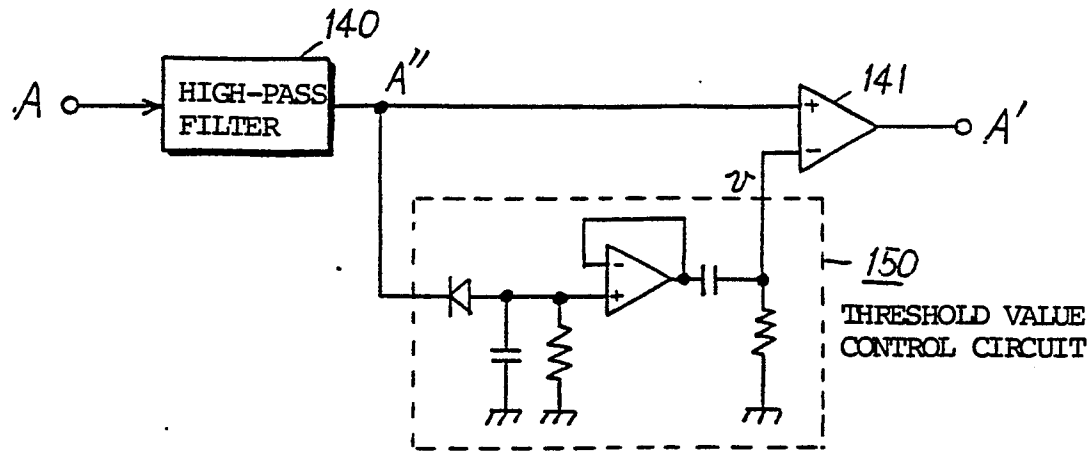 140
A"
A
HIGH-PASS
FILTER
+
−
141
A'
v
−
+
150
THRESHOLD VALUE
CONTROL CIRCUIT